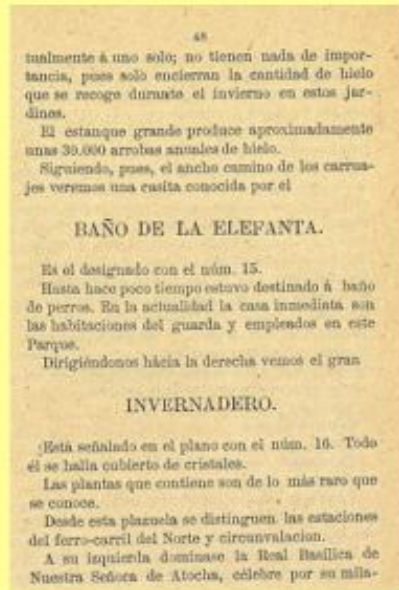 48
tualmente á uno solo; no tienen nada de impor-
tancia, pues solo encierran la cantidad de hielo
que se recoge durante el invierno en estos jar-
dines.
El estanque grande produce aproximadamente
unas 30.000 arrobas anuales de hielo.
Siguiendo, pues, el ancho camino de los carrua-
jes veremos una casita conocida por el
BAÑO DE LA ELEFANTA.
Es el designado con el núm. 15.
Hasta hace poco tiempo estuvo destinado á baño
de perros. En la actualidad la casa inmediata son
las habitaciones del guarda y empleados en este
Parque.
Dirigiéndonos hácia la derecha vemos el gran
INVERNADERO.
Está señalado en el plano con el núm. 16. Todo
él se halla cubierto de cristales.
Las plantas que contiene son de lo más raro que
se conoce.
Desde esta plazuela se distinguen las estaciones
del ferro-carril del Norte y circunvalacion.
A su izquierda dominase la Real Basílica de
Nuestra Señora de Atocha, célebre por su mila-